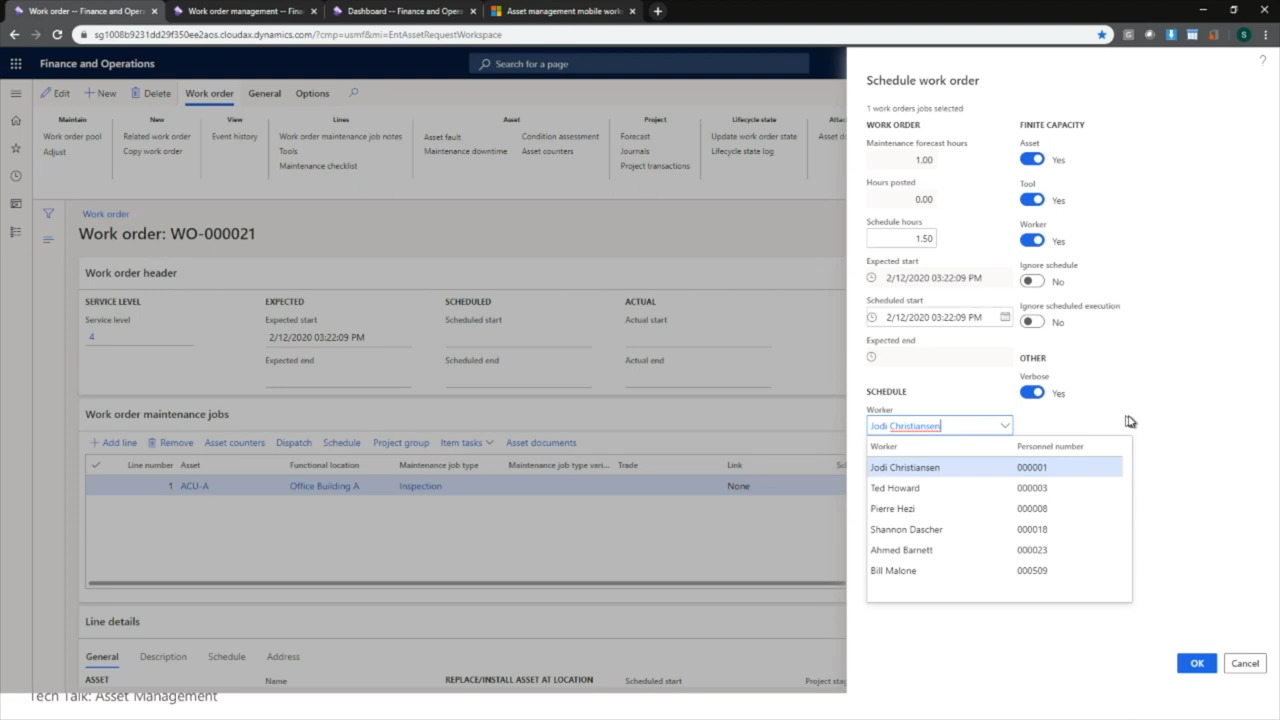 Work order -- Finance and Oper
Work order management -- Fine
Dashboard -- Finance and Opera
Asset management mobile work
sg1008b9231dd29f350ee2aos.cloudax.dynamics.com/?cmp=usmf&mi=EntAssetRequestWorkspace
S
Finance and Operations
Search for a page
?
Edit New Delete Work order General Options
Maintain New View Asset Project Lifecycle state Attac
Work order pool Related work order Event history Work order maintenance job notes Asset fault Condition assessment Forecast Update work order state Asset do
Adjust Copy work order Tools Maintenance downtime Asset counters Journals Lifecycle state log
Maintenance checklist Project transactions
Work order
Work order: WO-000021
Work order header
SERVICE LEVEL EXPECTED SCHEDULED ACTUAL
Service level Expected start Scheduled start Actual start
4 2/12/2020 03:22:09 PM
Expected end Scheduled end Actual end
Work order maintenance jobs
Add line Remove Asset counters Dispatch Schedule Project group Item tasks Asset documents
Line number Asset Functional location Maintenance job type Maintenance job type vari... Trade Link Sch
1 ACU-A Office Building A Inspection None
Line details
General Description Schedule Address
ASSET Name REPLACE/INSTALL ASSET AT LOCATION Scheduled start Project stag
Tech Talk: Asset Management
Schedule work order
1 work orders jobs selected
WORK ORDER
Maintenance forecast hours
1.00
Hours posted
0.00
Schedule hours
1.50
Expected start
2/12/2020 03:22:09 PM
Scheduled start
2/12/2020 03:22:09 PM
Expected end
FINITE CAPACITY
Asset
Yes
Tool
Yes
Worker
Yes
Ignore schedule
No
Ignore scheduled execution
No
OTHER
Verbose
Yes
SCHEDULE
Worker
Jodi Christiansen
Worker Personnel number
Jodi Christiansen 000001
Ted Howard 000003
Pierre Hezi 000008
Shannon Dascher 000018
Ahmed Barnett 000023
Bill Malone 000509
OK Cancel